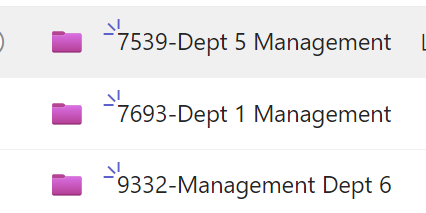 7539-Dept 5 Management
7693-Dept 1 Management
9332-Management Dept 6